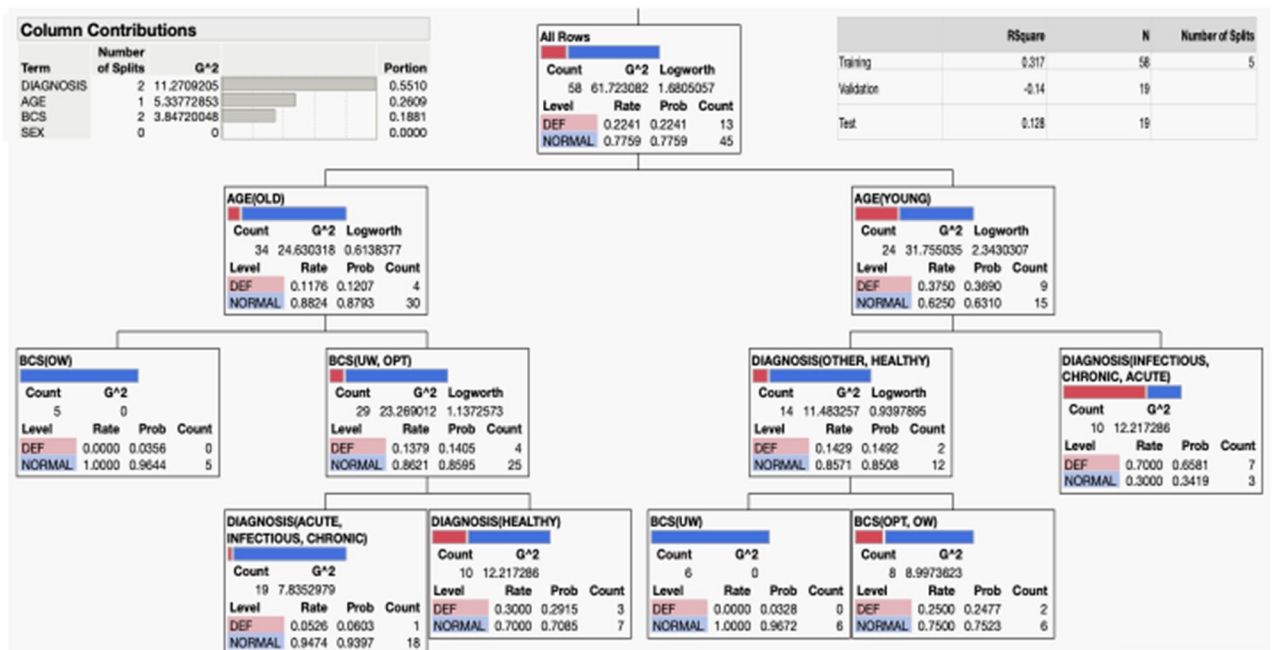 Column Contributions
Number
Term of Splits G^2 Portion
DIAGNOSIS 2 11.2709205 0.5510
AGE 1 5.33772853 0.2609
BCS 2 3.84720048 0.1881
SEX 0 0 0.0000
All Rows
Count G^2 Logworth
58 61.723082 1.6805057
Level Rate Prob Count
DEF 0.2241 0.2241 13
NORMAL 0.7759 0.7759 45
RSquare N Number of Splits
Training 0.317 58 5
Validation -0.14 19
Test 0.128 19
AGE(OLD)
Count G^2 Logworth
34 24.630318 0.6138377
Level Rate Prob Count
DEF 0.1176 0.1207 4
NORMAL 0.8824 0.8793 30
AGE(YOUNG)
Count G^2 Logworth
24 31.755035 2.3430307
Level Rate Prob Count
DEF 0.3750 0.3690 9
NORMAL 0.6250 0.6310 15
BCS(OW)
Count G^2
5 0
Level Rate Prob Count
DEF 0.0000 0.0356 0
NORMAL 1.0000 0.9644 5
BCS(UW, OPT)
Count G^2 Logworth
29 23.269012 1.1372573
Level Rate Prob Count
DEF 0.1379 0.1405 4
NORMAL 0.8621 0.8595 25
DIAGNOSIS(OTHER, HEALTHY)
Count G^2 Logworth
14 11.483257 0.9397895
Level Rate Prob Count
DEF 0.1429 0.1492 2
NORMAL 0.8571 0.8508 12
DIAGNOSIS(INFECTIOUS,
CHRONIC, ACUTE)
Count G^2
10 12.217286
Level Rate Prob Count
DEF 0.7000 0.6581 7
NORMAL 0.3000 0.3419 3
DIAGNOSIS(ACUTE,
INFECTIOUS, CHRONIC)
Count G^2
19 7.8352979
Level Rate Prob Count
DEF 0.0526 0.0603 1
NORMAL 0.9474 0.9397 18
DIAGNOSIS(HEALTHY)
Count G^2
10 12.217286
Level Rate Prob Count
DEF 0.3000 0.2915 3
NORMAL 0.7000 0.7085 7
BCS(UW)
Count G^2
6 0
Level Rate Prob Count
DEF 0.0000 0.0328 0
NORMAL 1.0000 0.9672 6
BCS(OPT, OW)
Count G^2
8 8.9973623
Level Rate Prob Count
DEF 0.2500 0.2477 2
NORMAL 0.7500 0.7523 6